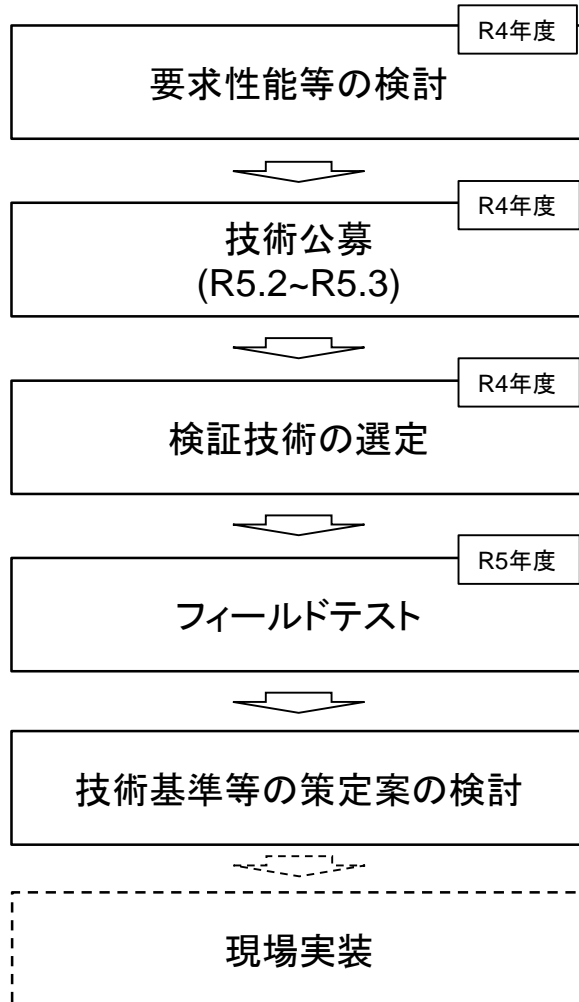 R4年度
要求性能等の検討
R4年度
技術公募
(R5.2~R5.3)
R4年度
検証技術の選定
R5年度
フィールドテスト
技術基準等の策定案の検討
現場実装